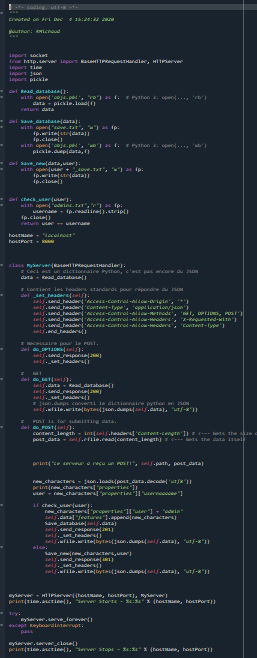 # -*- coding: utf-8 -*-
"""
Created on Fri Dec  4 15:24:32 2020

@author: RMichaud
"""

import socket
from http.server import BaseHTTPRequestHandler, HTTPServer
import time
import json
import pickle

def Read_database():
with open('objs.pkl', 'rb') as f:  # Python 3: open(..., 'rb')
data = pickle.load(f)
return data

def Save_database(data):
with open("save.txt", "w") as fp:
fp.write(str(data))
fp.close()
with open('objs.pkl', 'wb') as f:  # Python 3: open(..., 'wb')
pickle.dump(data,f)

def Save_new(data,user):
with open(user + "_save.txt", "w") as fp:
fp.write(str(data))
fp.close()

def check_user(user):
with open("admins.txt","r") as fp:
username = fp.readline().strip()
fp.close()
return user == username

hostName = "localhost"
hostPort = 8000

class MyServer(BaseHTTPRequestHandler):
# Ceci est un dictionnaire Python, c'est pas encore du JSON
data = Read_database()

# Contient les headers standards pour répondre du JSON
def _set_headers(self):
self.send_header('Access-Control-Allow-Origin', '*')
self.send_header('Content-type', 'application/json')
self.send_header('Access-Control-Allow-Methods', 'GET, OPTIONS, POST')
self.send_header('Access-Control-Allow-Headers', 'X-Requested-With')
self.send_header('Access-Control-Allow-Headers', 'Content-Type')
self.end_headers()

# Nécessaire pour le POST.
def do_OPTIONS(self):
self.send_response(200)
self._set_headers()

#   GET
def do_GET(self):
self.data = Read_database()
self.send_response(200)
self._set_headers()
# json.dumps converti le dictionnaire python en JSON
self.wfile.write(bytes(json.dumps(self.data), "utf-8"))

#   POST is for submitting data.
def do_POST(self):
content_length = int(self.headers['Content-Length']) # <--- Gets the size o
post_data = self.rfile.read(content_length) # <--- Gets the data itself

print("Le serveur a reçu un POST!", self.path, post_data)

new_characters = json.loads(post_data.decode('utf8'))
print(new_characters["properties"])
user = new_characters["properties"]["username"]

if check_user(user):
new_characters["properties"]["user"] = "admin"
self.data["features"].append(new_characters)
Save_database(self.data)
self.send_response(201)
self._set_headers()
self.wfile.write(bytes(json.dumps(self.data), "utf-8"))
else:
Save_new(new_characters,user)
self.send_response(401)
self._set_headers()
self.wfile.write(bytes(json.dumps(self.data), "utf-8"))

myServer = HTTPServer((hostName, hostPort), MyServer)
print(time.asctime(), "Server Starts - %s:%s" % (hostName, hostPort))

try:
myServer.serve_forever()
except KeyboardInterrupt:
pass

myServer.server_close()
print(time.asctime(), "Server Stops - %s:%s" % (hostName, hostPort))